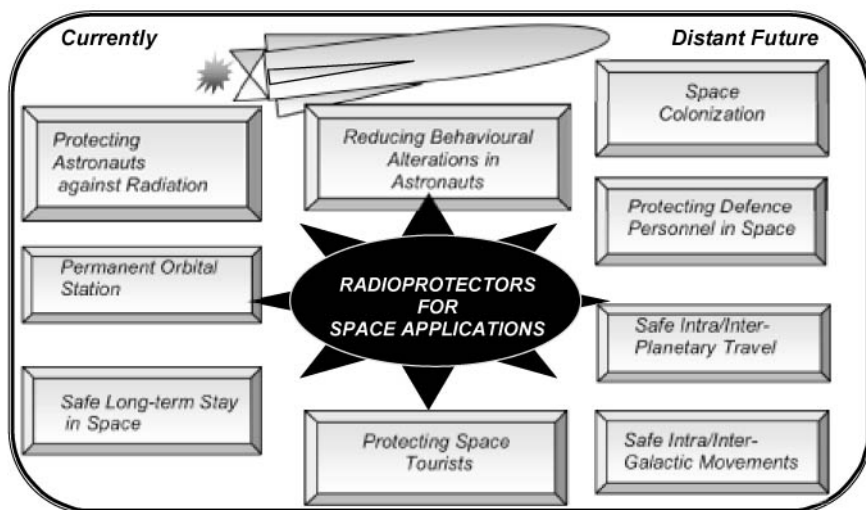 Currently
Distant Future
Protecting
Astronauts
against Radiation
Permanent Orbital
Station
Safe Long-term Stay
in Space
Reducing Behavioural
Alterations in
Astronauts
RADIOPROTECTORS
FOR
SPACE APPLICATIONS
Protecting Space
Tourists
Space
Colonization
Protecting Defence
Personnel in Space
Safe Intra/Inter-
Planetary Travel
Safe Intra/Inter-
Galactic Movements